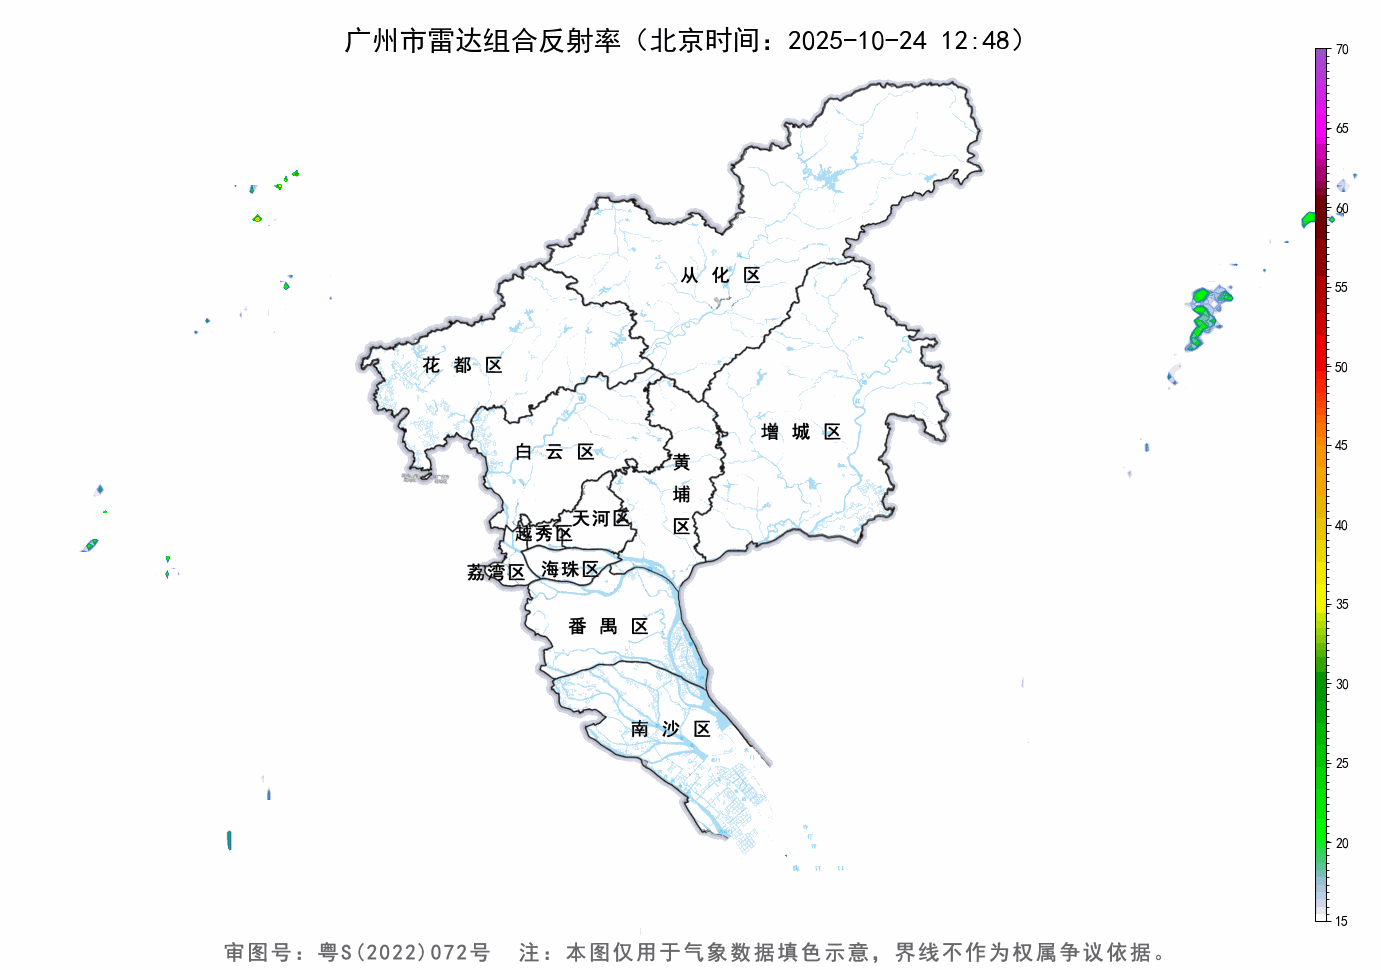 广州市雷达组合反射率（北京时间：2025-10-24 12:48）
70
65
60
55
50
45
40
35
30
25
20
15
从化区
花都区
增城区
白云区
黄埔区
天河区
越秀区
荔湾区
海珠区
番禺区
南沙区
审图号：粤S(2022)072号 注：本图仅用于气象数据填色示意，界线不作为权属争议依据。